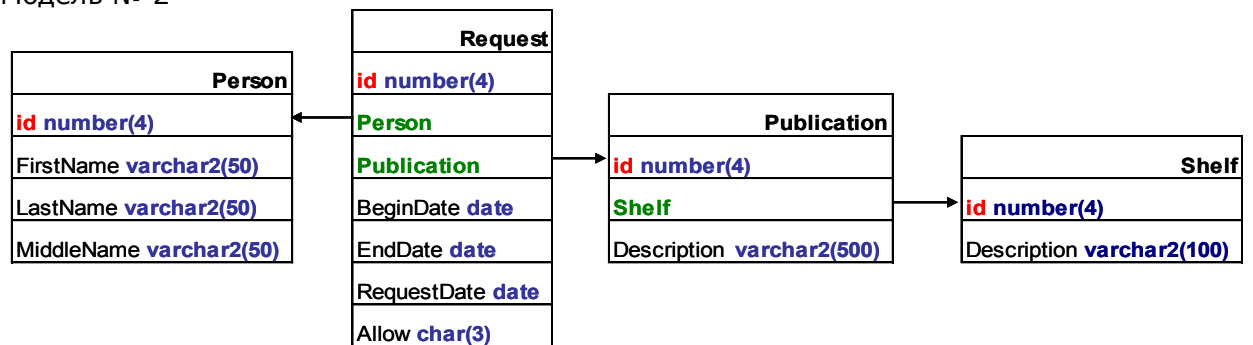 Модель № 2
Person
id number(4)
FirstName varchar2(50)
LastName varchar2(50)
MiddleName varchar2(50)
Request
id number(4)
Person
Publication
BeginDate date
EndDate date
RequestDate date
Allow char(3)
Publication
id number(4)
Shelf
Description varchar2(500)
Shelf
id number(4)
Description varchar2(100)